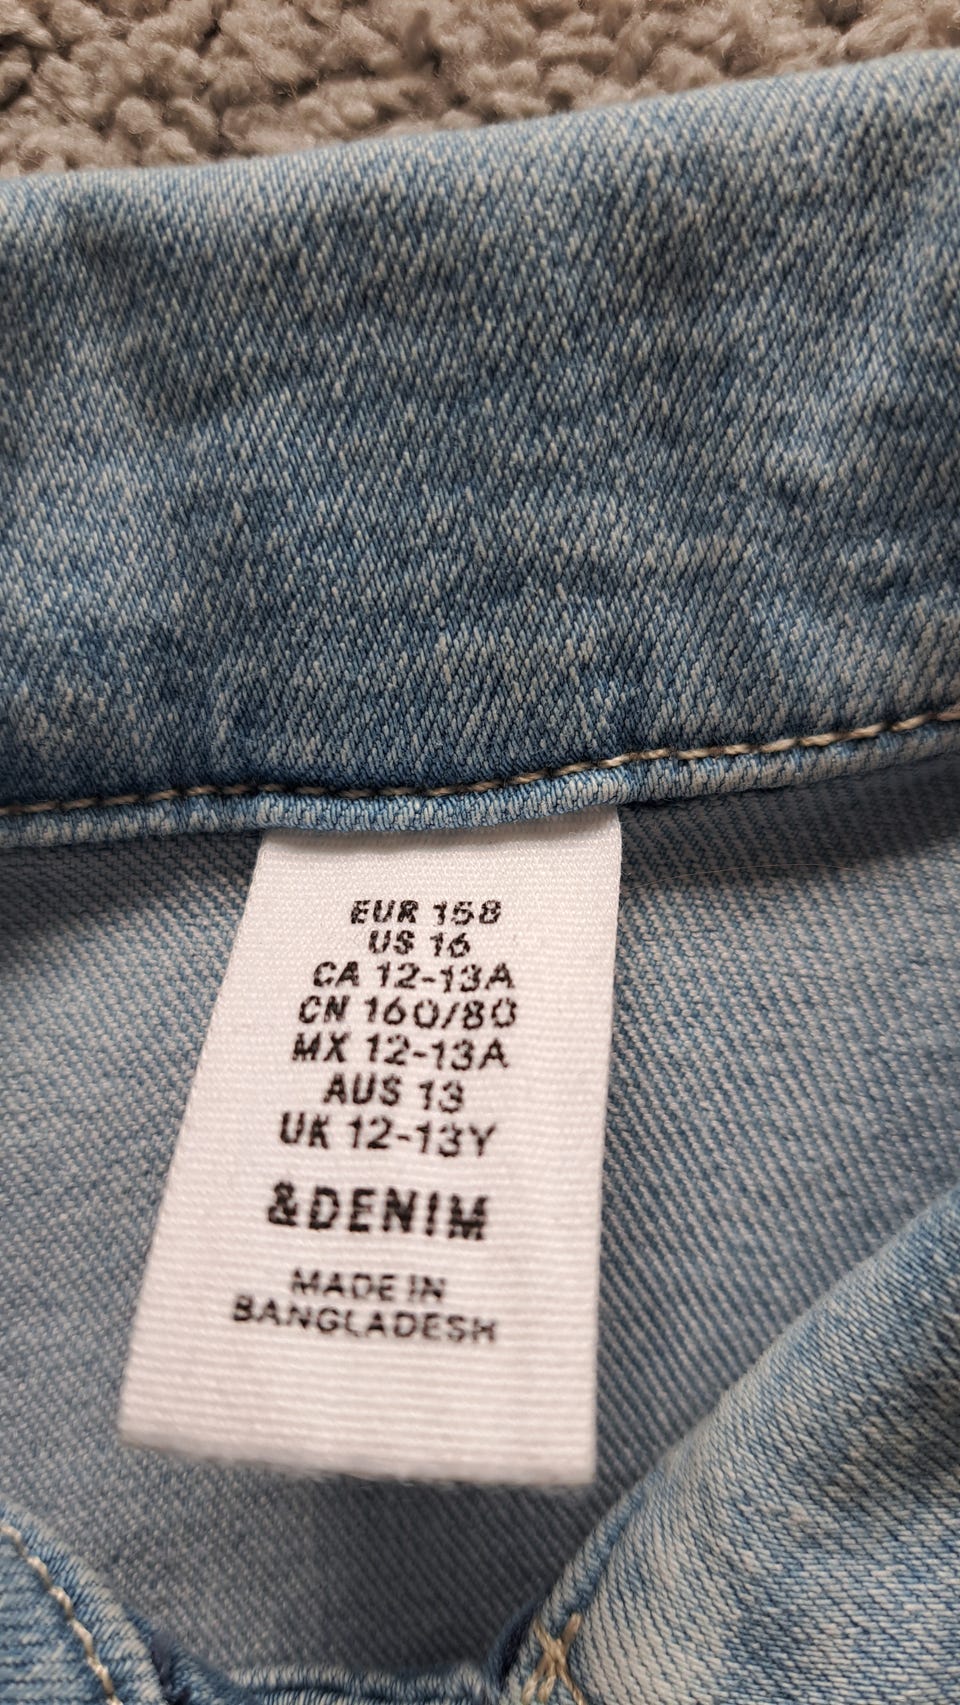 EUR 158
US 16
CA 12-13A
CN 160/80
MX 12-13A
AUS 13
UK 12-13Y
&DENIM
MADE IN
BANGLADESH